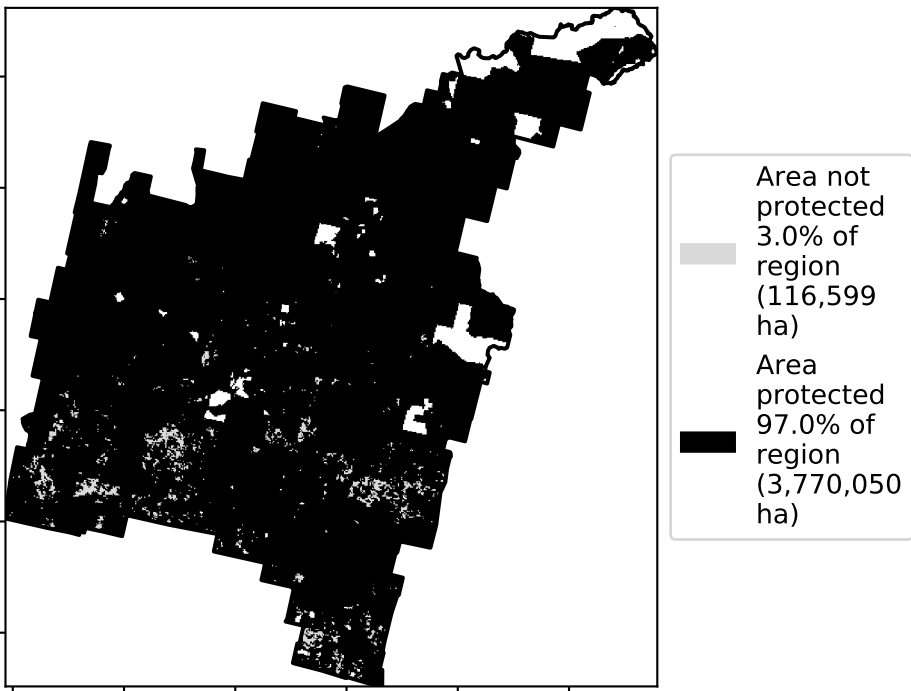 Area not
protected
3.0% of
region
(116,599
ha)
Area
protected
97.0% of
region
(3,770,050
ha)